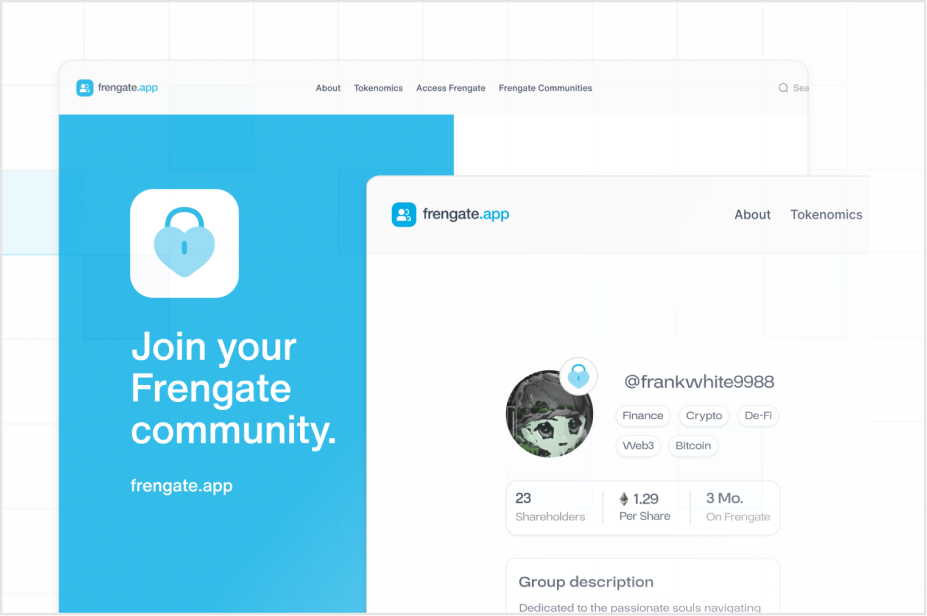 frengate.app
About Tokenomics Access Frengate Frengate Communities
Sea
Join your
Frengate
community.
frengate.app
frengate.app
About Tokenomics
@frankwhite9988
Finance Crypto De-Fi
Web3 Bitcoin
23 1.29 3 Mo.
Shareholders Per Share On Frengate
Group description
Dedicated to the passionate souls navigating